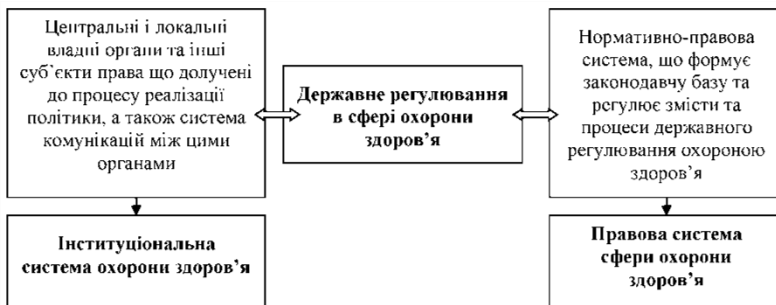 Центральні і локальні
владні органи та інші
суб`єкти права що долучені
до процесу реалізації
політики, а також система
комунікацій між цими
органами
Державне регулювання
в сфері охорони
здоров’я
Нормативно-правова
система, що формує
законодавчу базу та
регулює змісти та
процеси державного
регулювання охороною
здоров’я
Інституціональна
система охорони здоров’я
Правова система
сфери охорони
здоров’я